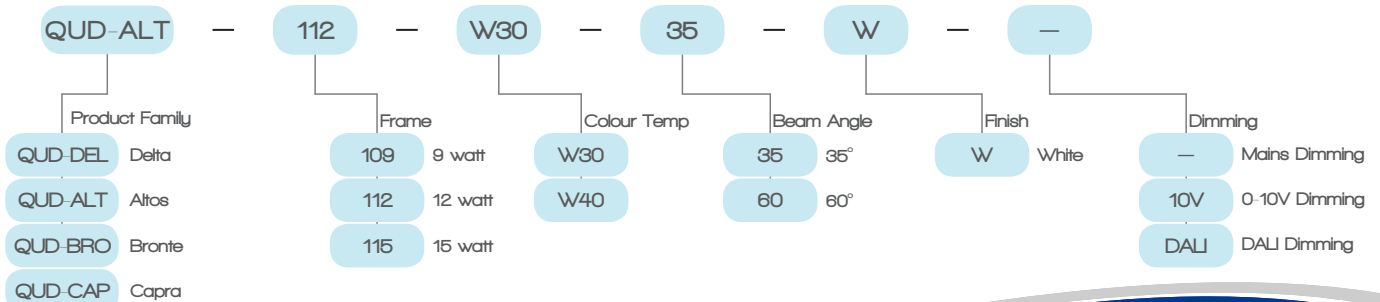 QUD-ALT — 112 — W30 — 35 — W — —
Product Family
QUD-DEL Delta
QUD-ALT Altos
QUD-BRO Bronte
QUD-CAP Capra
Frame
109 9 watt
112 12 watt
115 15 watt
Colour Temp
W30
W40
Beam Angle
35 35°
60 60°
Finish
W White
Dimming
— Mains Dimming
10V 0-10V Dimming
DALI DALI Dimming